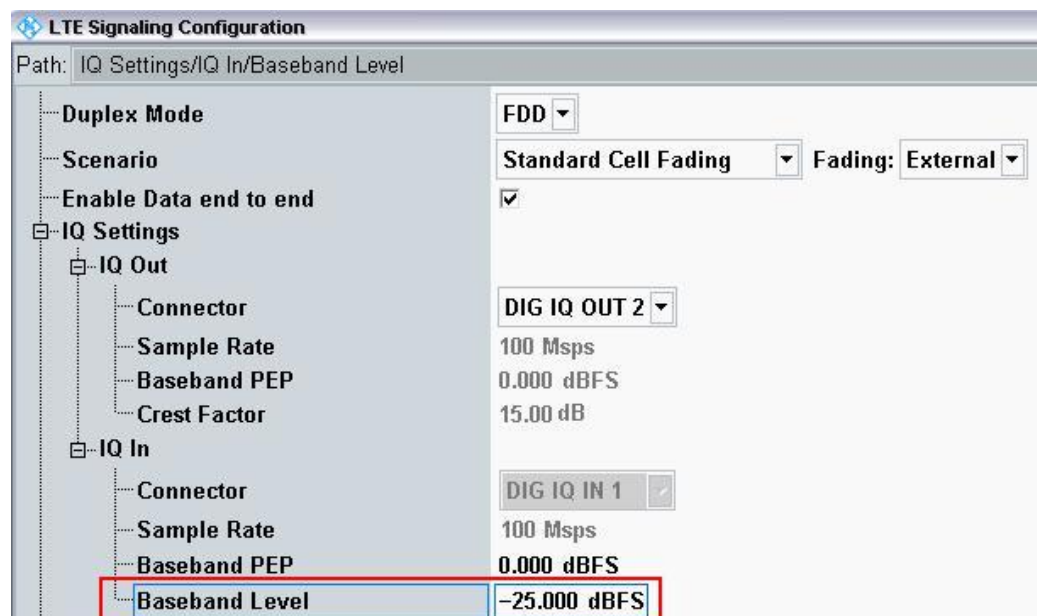 LTE Signaling Configuration
Path: IQ Settings/IQ In/Baseband Level
Duplex Mode FDD
Scenario Standard Cell Fading Fading: External
Enable Data end to end
IQ Settings
IQ Out
Connector DIG IQ OUT 2
Sample Rate 100 Msps
Baseband PEP 0.000 dBFS
Crest Factor 15.00 dB
IQ In
Connector DIG IQ IN 1
Sample Rate 100 Msps
Baseband PEP 0.000 dBFS
Baseband Level -25.000 dBFS